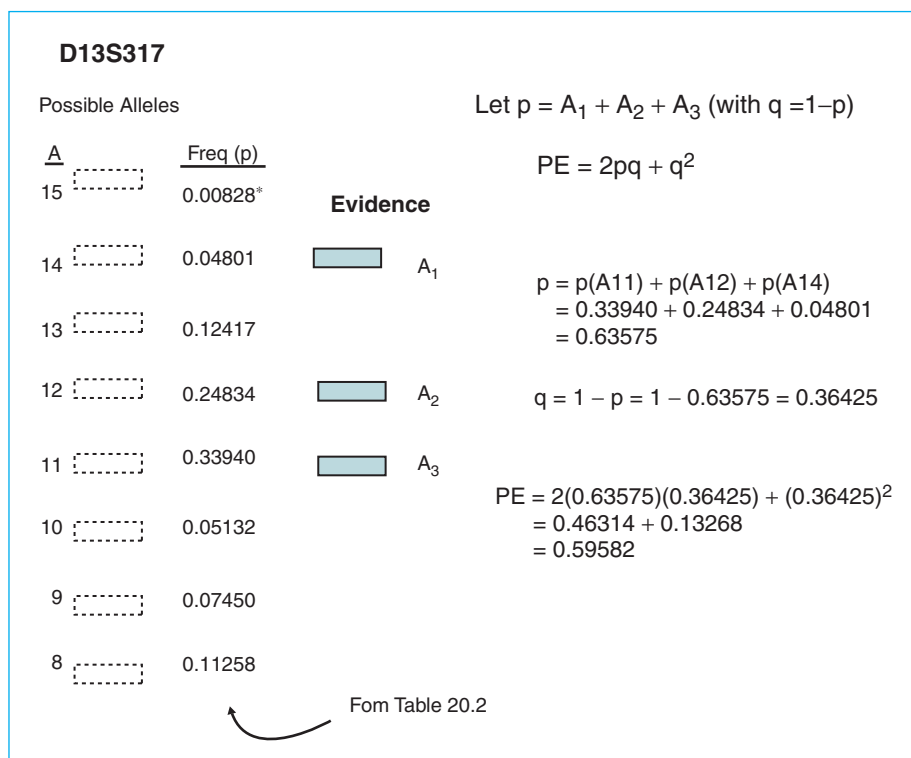 D13S317
Possible Alleles
A Freq (p)
15 0.00828*
Evidence
14 0.04801 A₁
13 0.12417
12 0.24834 A₂
11 0.33940 A₃
10 0.05132
9 0.07450
8 0.11258
Fom Table 20.2
Let p = A₁ + A₂ + A₃ (with q =1–p)
PE = 2pq + q²
p = p(A11) + p(A12) + p(A14)
= 0.33940 + 0.24834 + 0.04801
= 0.63575
q = 1 – p = 1 – 0.63575 = 0.36425
PE = 2(0.63575)(0.36425) + (0.36425)²
= 0.46314 + 0.13268
= 0.59582